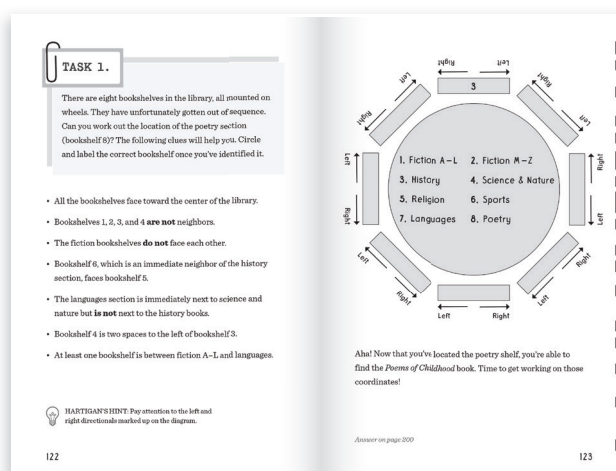 TASK 1.
There are eight bookshelves in the library, all mounted on
wheels. They have unfortunately gotten out of sequence.
Can you work out the location of the poetry section
(bookshelf 8)? The following clues will help you. Circle
and label the correct bookshelf once you've identified it.
• All the bookshelves face toward the center of the library.
• Bookshelves 1, 2, 3, and 4 are not neighbors.
• The fiction bookshelves do not face each other.
• Bookshelf 6, which is an immediate neighbor of the history
section, faces bookshelf 5.
• The languages section is immediately next to science and
nature but is not next to the history books.
• Bookshelf 4 is two spaces to the left of bookshelf 3.
• At least one bookshelf is between fiction A–L and languages.
HARTIGAN'S HINT: Pay attention to the left and
right directionals marked up on the diagram.
122
Right Left
3
Left
Right
Left
Right
Left
Right
Right
Left
1. Fiction A–L 2. Fiction M–Z
3. History 4. Science & Nature
5. Religion 6. Sports
7. Languages 8. Poetry
Left
Right
Left
Right
Left Right
Aha! Now that you've located the poetry shelf, you're able to
find the Poems of Childhood book. Time to get working on those
coordinates!
Answer on page 200
123